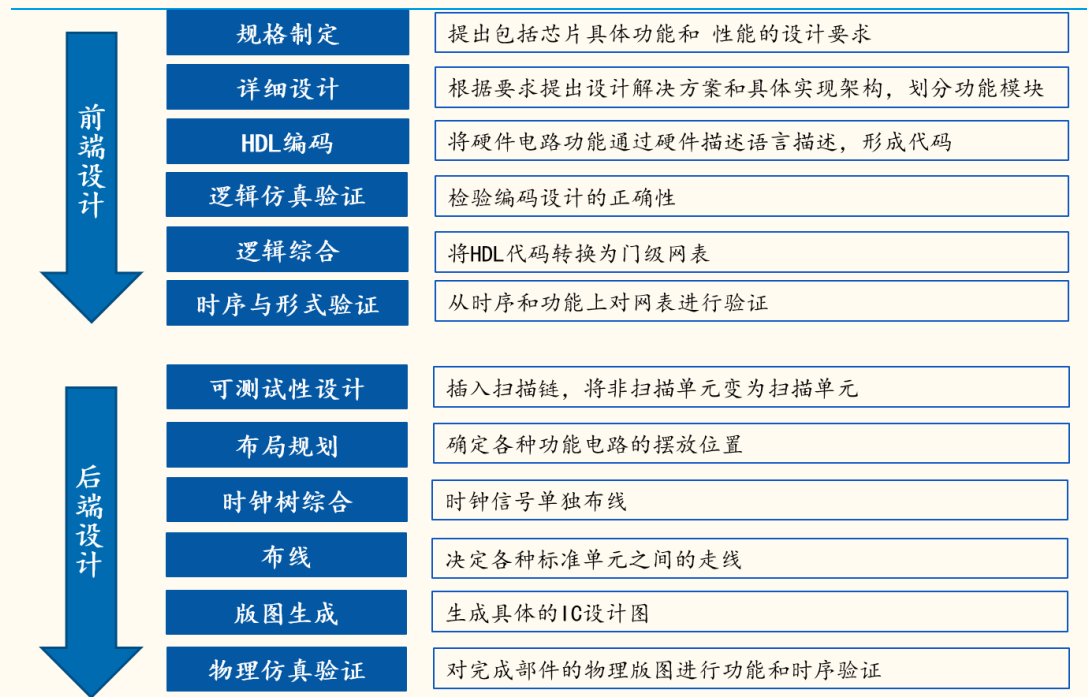 前端设计
规格制定
提出包括芯片具体功能和 性能的设计要求
详细设计
根据要求提出设计解决方案和具体实现架构，划分功能模块
HDL编码
将硬件电路功能通过硬件描述语言描述，形成代码
逻辑仿真验证
检验编码设计的正确性
逻辑综合
将HDL代码转换为门级网表
时序与形式验证
从时序和功能上对网表进行验证
后端设计
可测试性设计
插入扫描链，将非扫描单元变为扫描单元
布局规划
确定各种功能电路的摆放位置
时钟树综合
时钟信号单独布线
布线
决定各种标准单元之间的走线
版图生成
生成具体的IC设计图
物理仿真验证
对完成部件的物理版图进行功能和时序验证